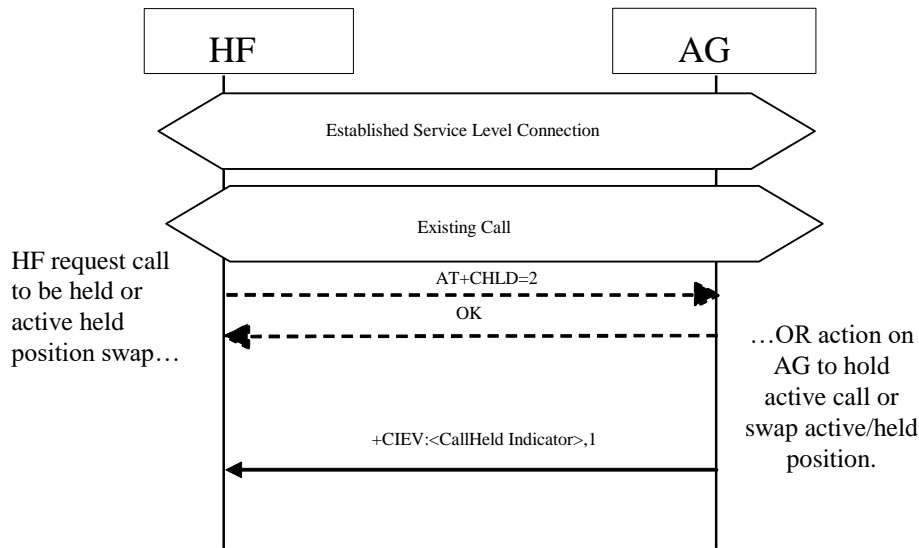 HF
AG
Established Service Level Connection
Existing Call
HF request call
to be held or
active held
position swap…
AT+CHLD=2
OK
…OR action on
AG to hold
active call or
swap active/held
position.
+CIEV:<CallHeld Indicator>,1